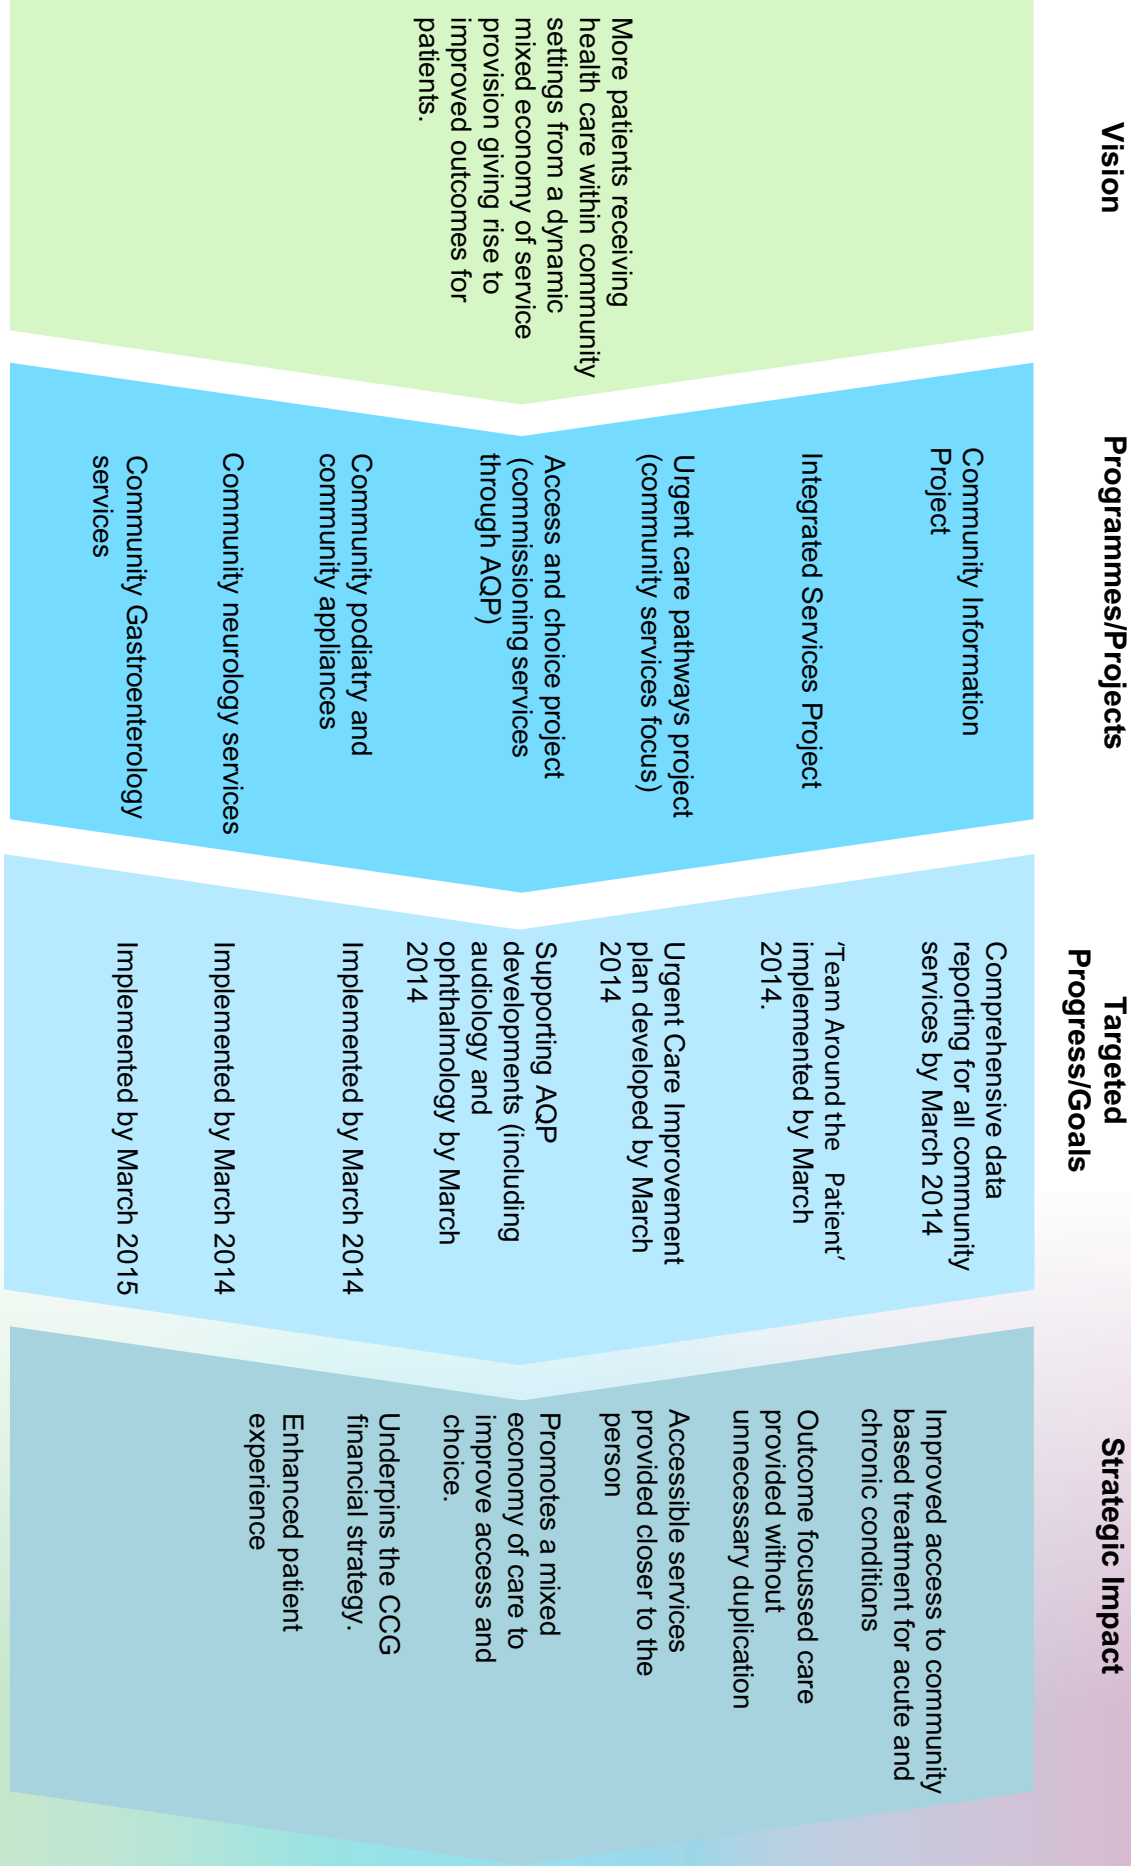 Vision
More patients receiving
health care within community
settings from a dynamic
mixed economy of service
provision giving rise to
improved outcomes for
patients.
Programmes/Projects
Community Information
Project
Integrated Services Project
Urgent care pathways project
(community services focus)
Access and choice project
(commissioning services
through AQP)
Community podiatry and
community appliances
Community neurology services
Community Gastroenterology
services
Targeted
Progress/Goals
Comprehensive data
reporting for all community
services by March 2014
‘Team Around the Patient’
implemented by March
2014.
Urgent Care Improvement
plan developed by March
2014
Supporting AQP
developments (including
audiology and
ophthalmology by March
2014
Implemented by March 2014
Implemented by March 2014
Implemented by March 2015
Strategic Impact
Improved access to community
based treatment for acute and
chronic conditions
Outcome focussed care
provided without
unnecessary duplication
Accessible services
provided closer to the
person
Promotes a mixed
economy of care to
improve access and
choice.
Underpins the CCG
financial strategy.
Enhanced patient
experience